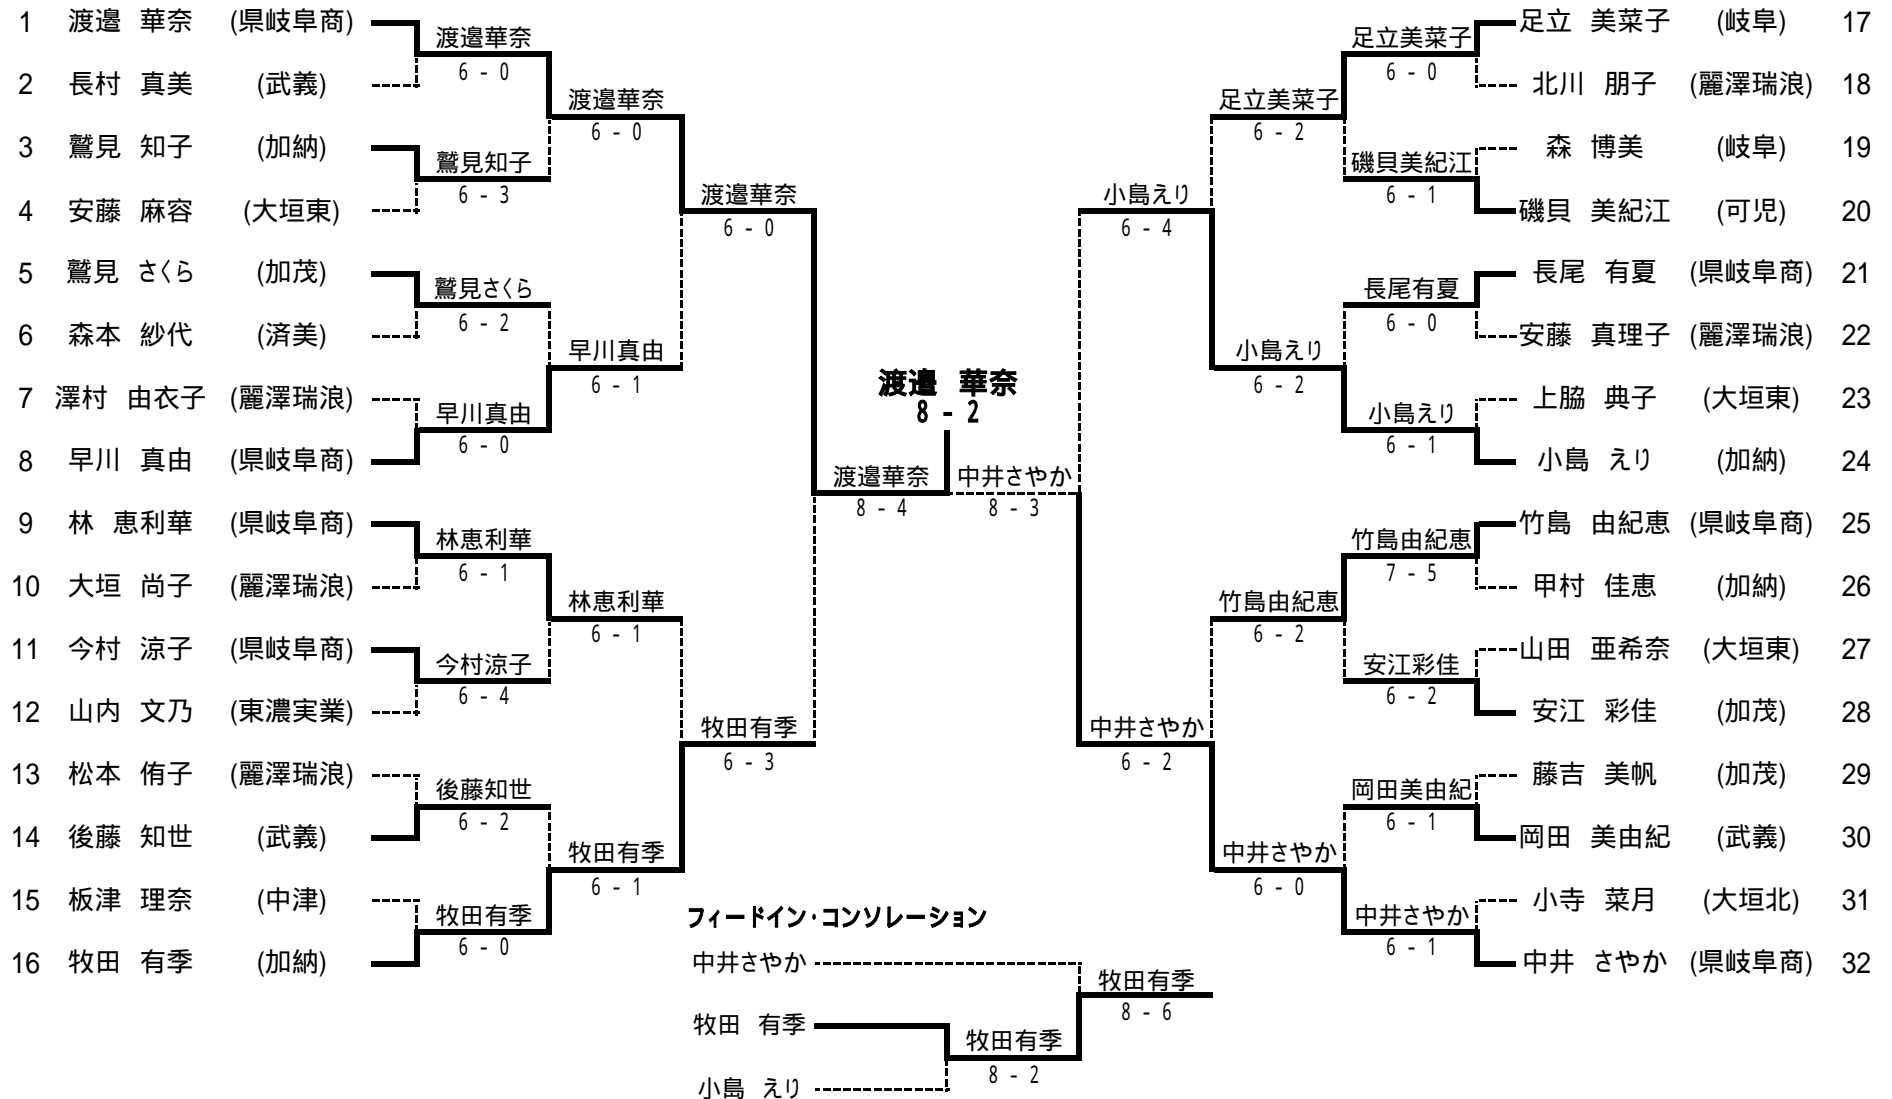 1 渡邉 華奈 (県岐阜商)
2 長村 真美 (武義)
3 鷲見 知子 (加納)
4 安藤 麻容 (大垣東)
5 鷲見 さくら (加茂)
6 森本 紗代 (済美)
7 澤村 由衣子 (麗澤瑞浪)
8 早川 真由 (県岐阜商)
9 林 恵利華 (県岐阜商)
10 大垣 尚子 (麗澤瑞浪)
11 今村 涼子 (県岐阜商)
12 山内 文乃 (東濃実業)
13 松本 侑子 (麗澤瑞浪)
14 後藤 知世 (武義)
15 板津 理奈 (中津)
16 牧田 有季 (加納)
渡邉華奈
6 - 0
鷲見知子
6 - 3
鷲見さくら
6 - 2
早川真由
6 - 0
林恵利華
6 - 1
今村涼子
6 - 4
後藤知世
6 - 2
牧田有季
6 - 0
渡邉華奈
6 - 0
早川真由
6 - 1
林恵利華
6 - 1
牧田有季
6 - 1
渡邉華奈
6 - 0
牧田有季
6 - 3
渡邉華奈
8 - 4
渡邉 華奈
8 - 2
中井さやか
8 - 3
小島えり
6 - 4
中井さやか
6 - 2
足立美菜子
6 - 2
小島えり
6 - 2
竹島由紀恵
6 - 2
中井さやか
6 - 0
足立美菜子
6 - 0
磯貝美紀江
6 - 1
長尾有夏
6 - 0
小島えり
6 - 1
竹島由紀恵
7 - 5
安江彩佳
6 - 2
岡田美由紀
6 - 1
中井さやか
6 - 1
足立 美菜子 (岐阜) 17
北川 朋子 (麗澤瑞浪) 18
森 博美 (岐阜) 19
磯貝 美紀江 (可児) 20
長尾 有夏 (県岐阜商) 21
安藤 真理子 (麗澤瑞浪) 22
上脇 典子 (大垣東) 23
小島 えり (加納) 24
竹島 由紀恵 (県岐阜商) 25
甲村 佳恵 (加納) 26
山田 亜希奈 (大垣東) 27
安江 彩佳 (加茂) 28
藤吉 美帆 (加茂) 29
岡田 美由紀 (武義) 30
小寺 菜月 (大垣北) 31
中井 さやか (県岐阜商) 32
フィードイン・コンソレーション
中井さやか
牧田 有季
小島 えり
牧田有季
8 - 2
牧田有季
8 - 6